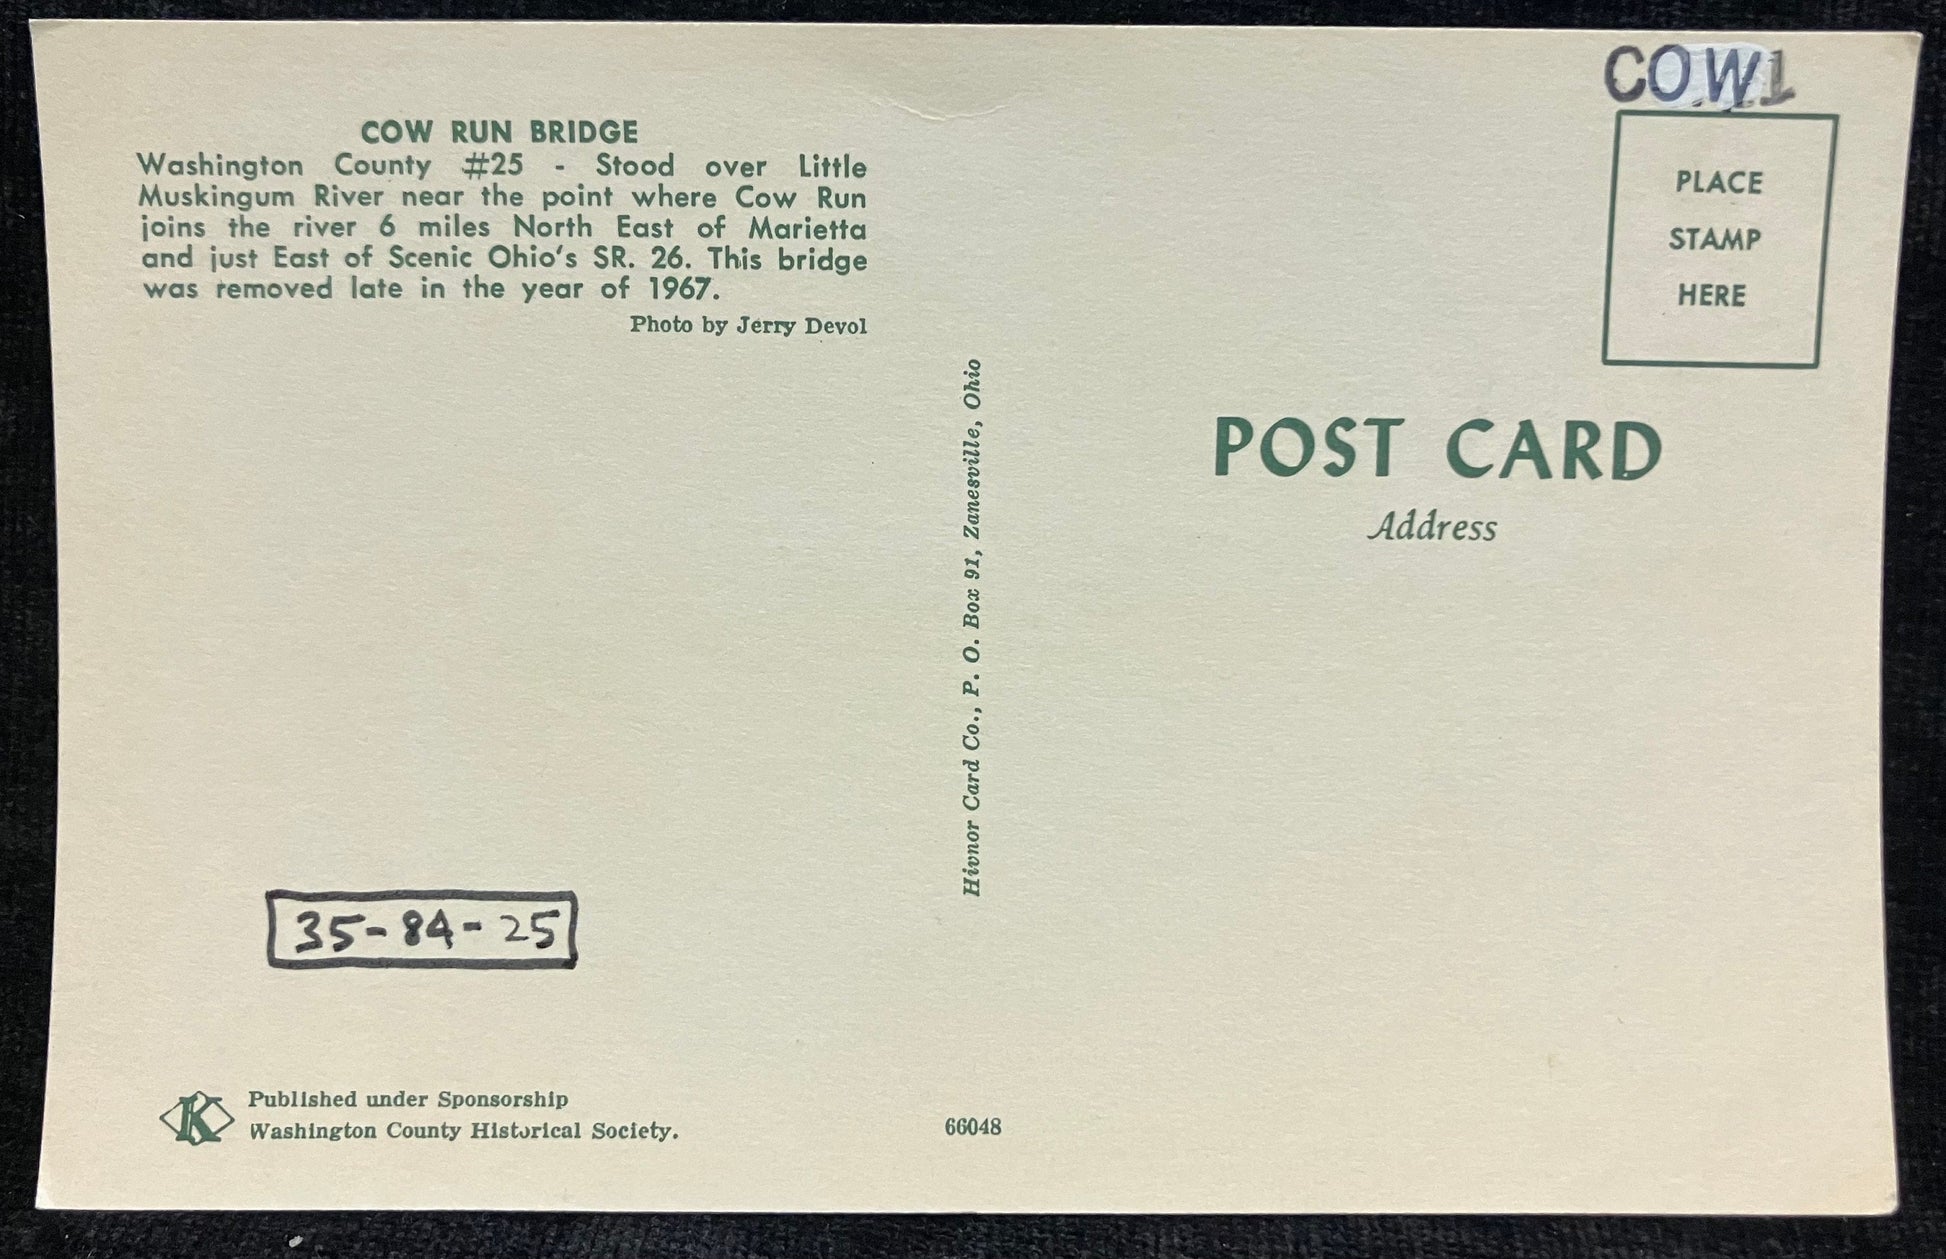 COW
PLACE
STAMP
HERE
COW RUN BRIDGE
Washington County #25 - Stood over Little
Muskingum River near the point where Cow Run
joins the river 6 miles North East of Marietta
and just East of Scenic Ohio's SR. 26. This bridge
was removed late in the year of 1967.
Photo by Jerry Devol
Hivnor Card Co., P. O. Box 91, Zanesville, Ohio
POST CARD
Address
35-84-25
K
Published under Sponsorship
Washington County Historical Society.
66048